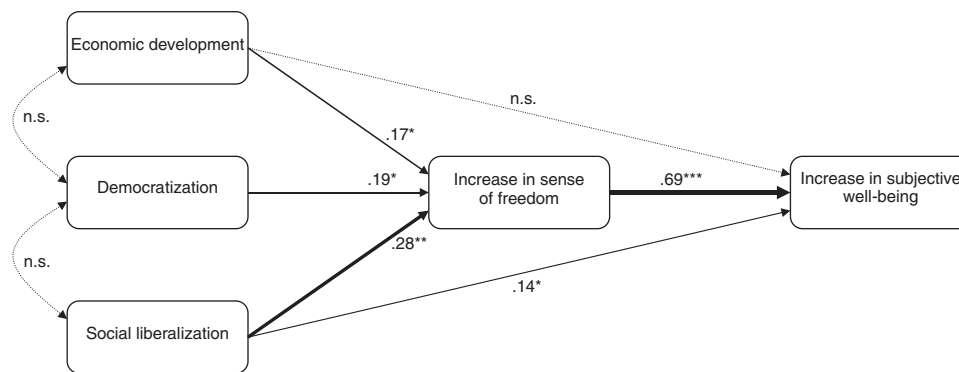 Economic development
n.s.
n.s.
.17*
Democratization
.19*
Increase in sense
of freedom
.69***
Increase in subjective
well-being
n.s.
.28**
.14*
Social liberalization